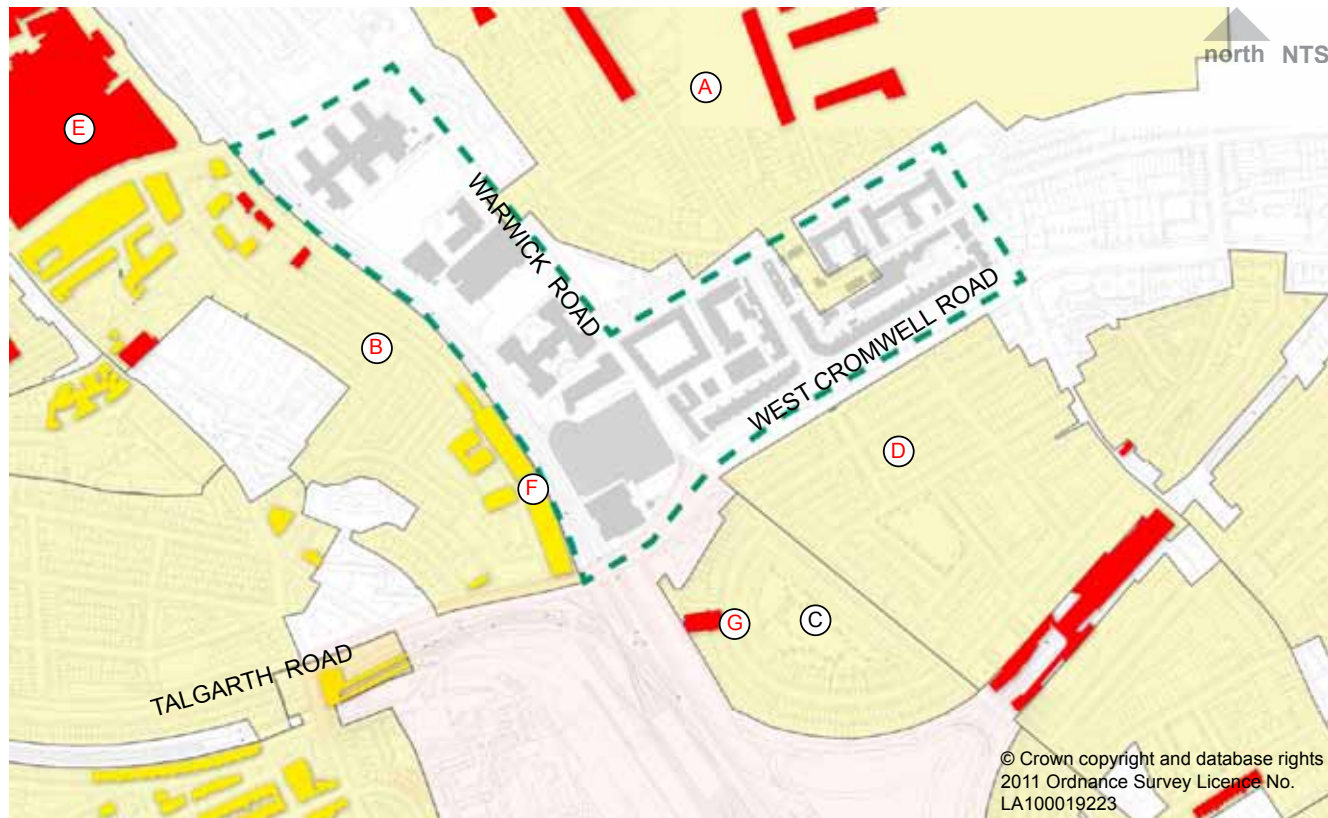 north NTS
A
E
WARWICK ROAD
B
WEST CROMWELL ROAD
D
F
G
C
TALGARTH ROAD
© Crown copyright and database rights
2011 Ordnance Survey Licence No.
LA100019223